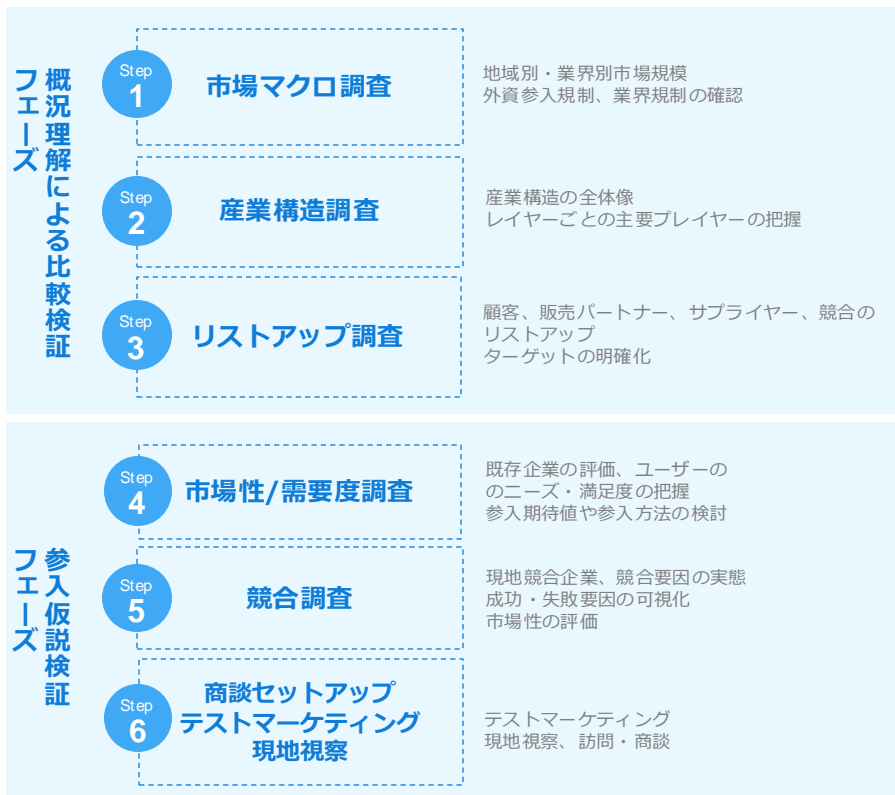 概況理解による比較検証
フェーズ
Step
1
市場マクロ調査
地域別・業界別市場規模
外資参入規制、業界規制の確認
Step
2
産業構造調査
産業構造の全体像
レイヤーごとの主要プレイヤーの把握
Step
3
リストアップ調査
顧客、販売パートナー、サプライヤー、競合の
リストアップ
ターゲットの明確化
参入仮説検証
フェーズ
Step
4
市場性/需要度調査
既存企業の評価、ユーザーの
のニーズ・満足度の把握
参入期待値や参入方法の検討
Step
5
競合調査
現地競合企業、競合要因の実態
成功・失敗要因の可視化
市場性の評価
Step
6
商談セットアップ
テストマーケティング
現地視察
テストマーケティング
現地視察、訪問・商談